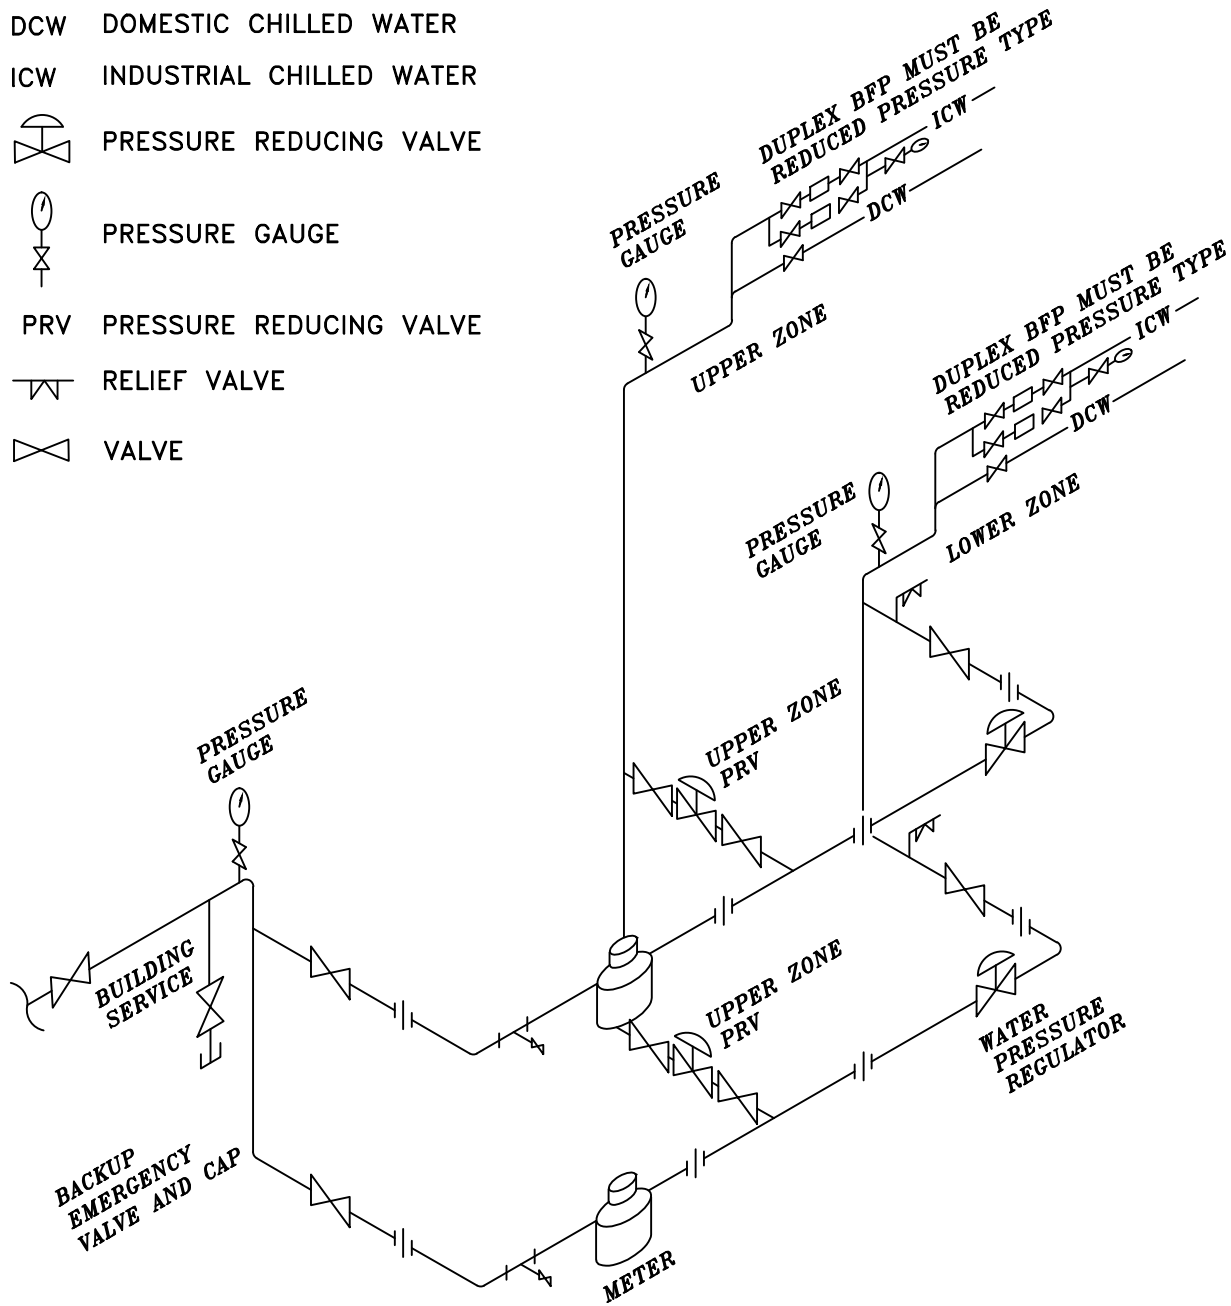 DCW DOMESTIC CHILLED WATER
ICW INDUSTRIAL CHILLED WATER
PRESSURE REDUCING VALVE
PRESSURE GAUGE
PRV PRESSURE REDUCING VALVE
RELIEF VALVE
VALVE
DUPLEX BFP MUST BE
REDUCED PRESSURE TYPE
ICW
DCW
PRESSURE
GAUGE
UPPER ZONE
DUPLEX BFP MUST BE
REDUCED PRESSURE TYPE
ICW
DCW
PRESSURE
GAUGE
LOWER ZONE
PRESSURE
GAUGE
UPPER ZONE
PRV
BUILDING
SERVICE
UPPER ZONE
PRV
WATER
PRESSURE
REGULATOR
BACKUP
EMERGENCY
VALVE AND CAP
METER